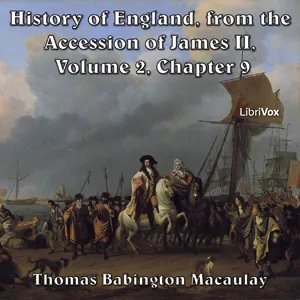 History of England, from the
Accession of James II,
Volume 2, Chapter 9
LibriVox
Thomas Babington Macaulay